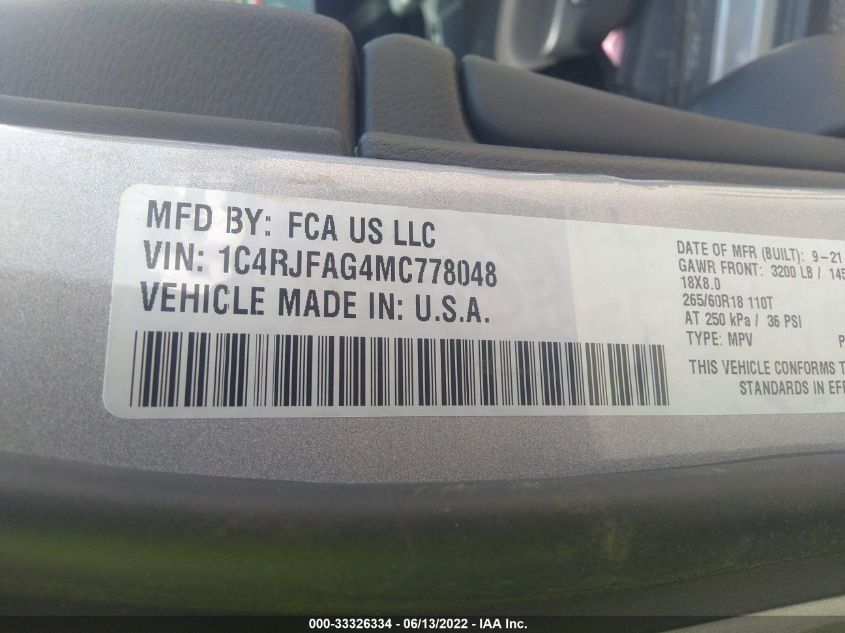 MFD BY: FCA US LLC
VIN: 1C4RJFAG4MC778048
VEHICLE MADE IN: U.S.A.
DATE OF MFR (BUILT): 9-21
GAWR FRONT: 3200 LB / 145
18X8.0
265/60R18 110T
AT 250 kPa / 36 PSI
TYPE: MPV P
THIS VEHICLE CONFORMS T
STANDARDS IN EFF
000-33326334 / 06/13/2022 - IAA Inc.